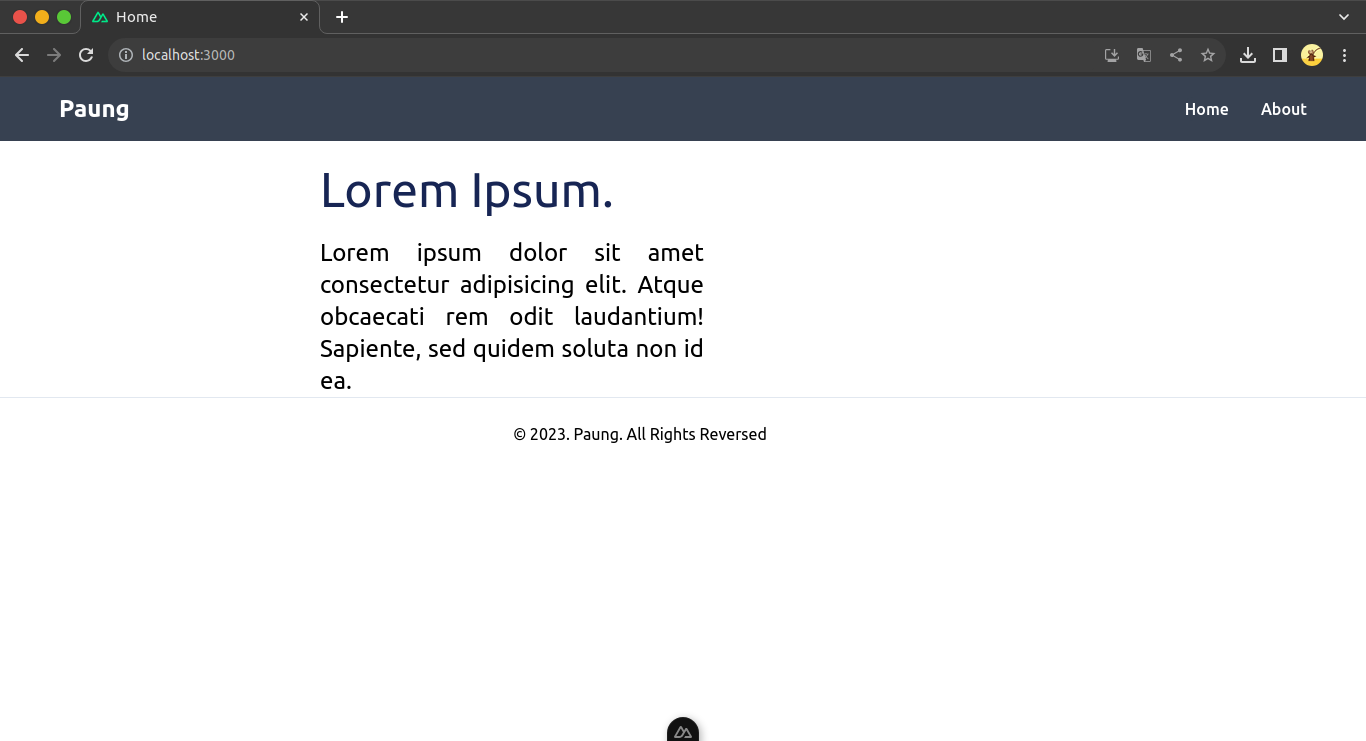 Home
localhost:3000
Paung
Home About
Lorem Ipsum.
Lorem ipsum dolor sit amet
consectetur adipisicing elit. Atque
obcaecati rem odit laudantium!
Sapiente, sed quidem soluta non id
ea.
© 2023. Paung. All Rights Reversed